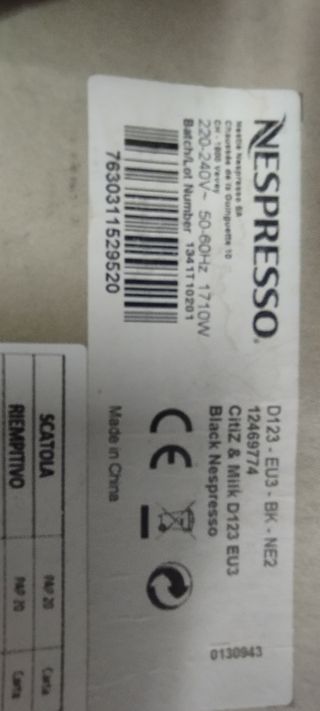 NESPRESSO
Nestlé Nespresso SA
Chaussée de la Guinguette 10
CH - 1800 Vevey
220-240V~ 50-60Hz 1710W
Batch/Lot Number 1341T10201
7630311529520
D123 - EU3 - BK - NE2
12469774
CitiZ & Milk D123 EU3
Black Nespresso
CE
Made in China
0130943
SCATOLA PAP 20 Carta
RIEMPITIVO PAP 20 Carta